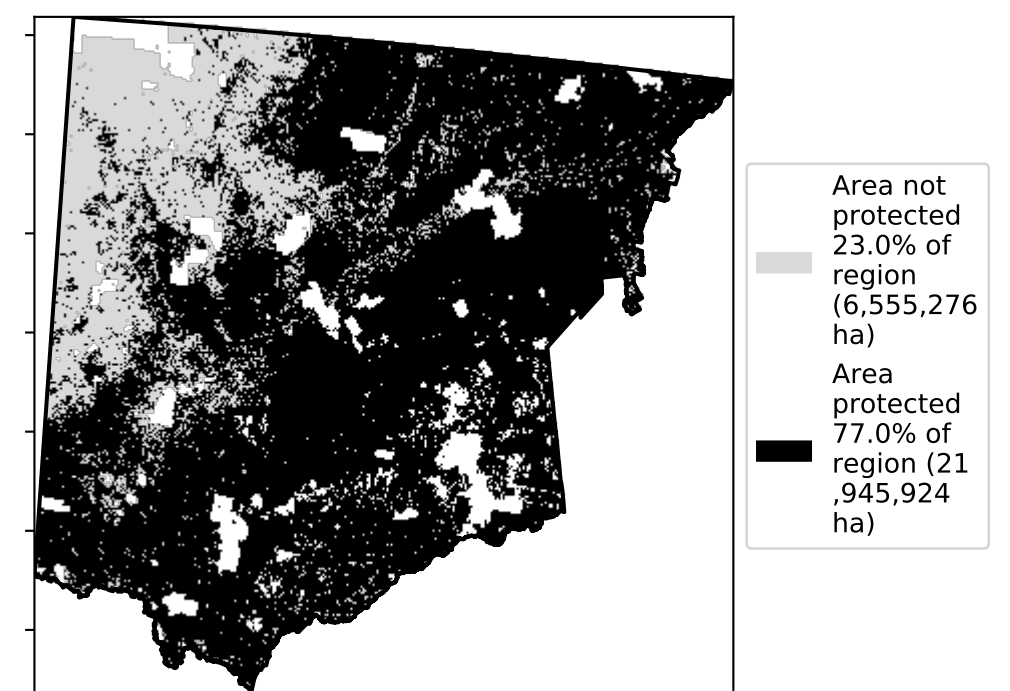 Area not
protected
23.0% of
region
(6,555,276
ha)
Area
protected
77.0% of
region (21
,945,924
ha)